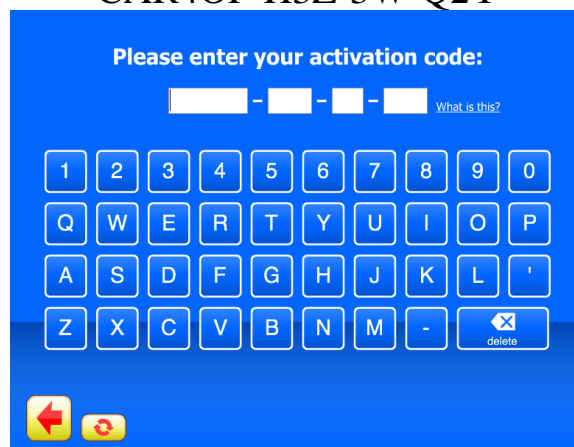 Please enter your activation code:
- - -
What is this?
1 2 3 4 5 6 7 8 9 0
Q W E R T Y U I O P
A S D F G H J K L '
Z X C V B N M -
delete